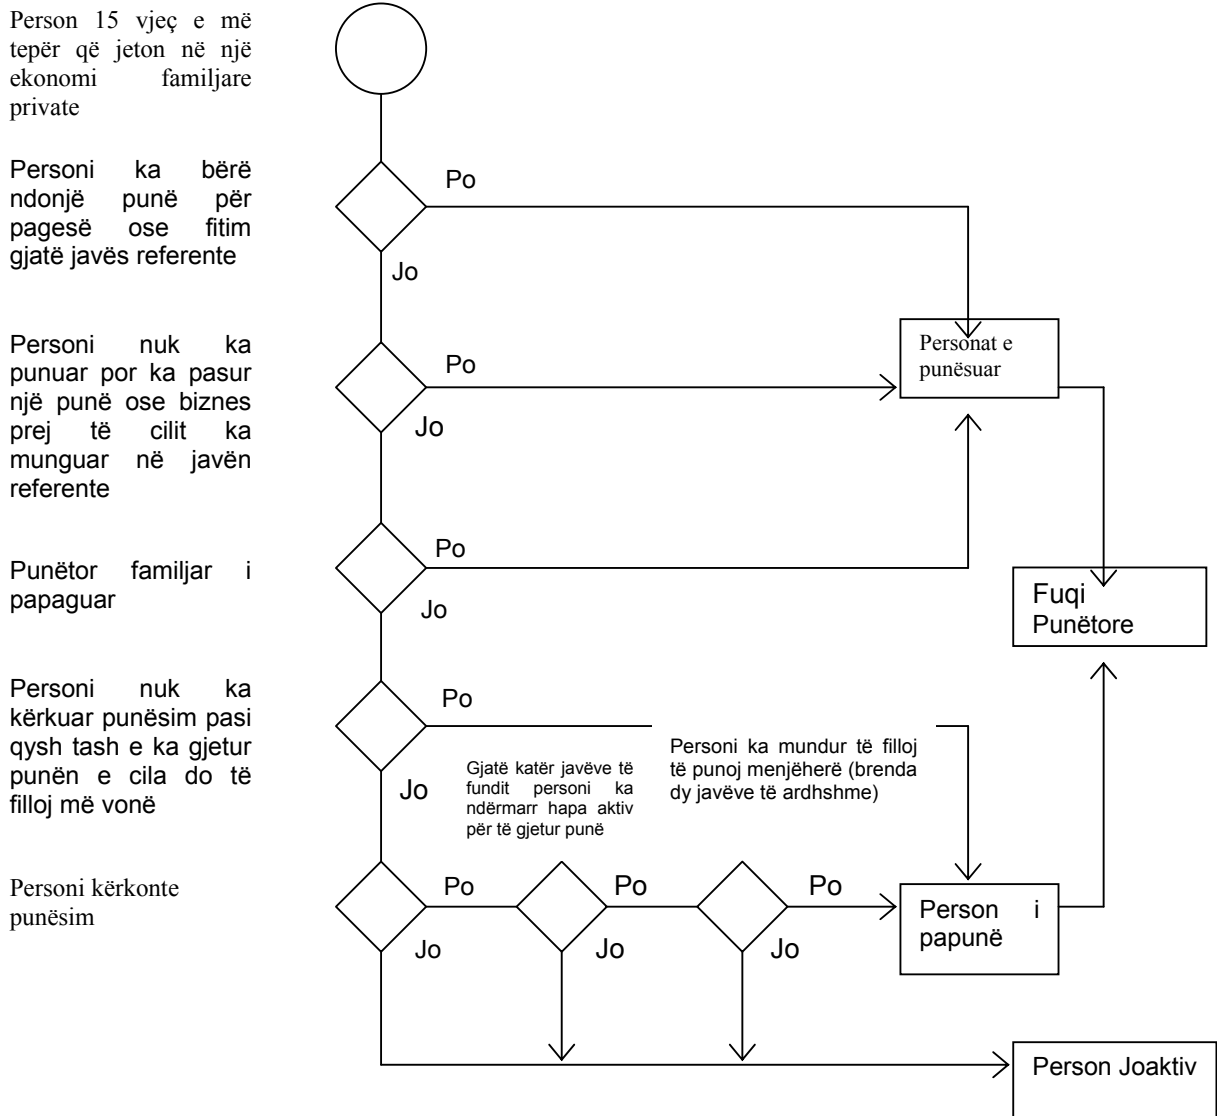 Person 15 vjeç e më
tepër që jeton në një
ekonomi familjare
private
Personi ka bërë
ndonjë punë për
pagesë ose fitim
gjatë javës referente
Po
Jo
Personi nuk ka
punuar por ka pasur
një punë ose biznes
prej të cilit ka
munguar në javën
referente
Po
Jo
Personat e
punësuar
Punëtor familjar i
papaguar
Po
Jo
Fuqi
Punëtore
Personi nuk ka
kërkuar punësim pasi
qysh tash e ka gjetur
punën e cila do të
filloj më vonë
Po
Jo
Gjatë katër javëve të
fundit personi ka
ndërmarr hapa aktiv
për të gjetur punë
Personi ka mundur të filloj
të punoj menjëherë (brenda
dy javëve të ardhshme)
Personi kërkonte
punësim
Po
Jo
Po
Jo
Po
Jo
Person i
papunë
Person Joaktiv